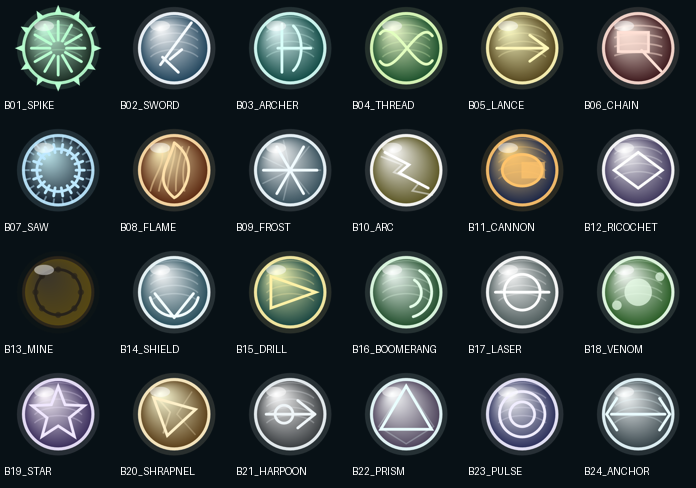 B01_SPIKE B02_SWORD B03_ARCHER B04_THREAD B05_LANCE B06_CHAIN
B07_SAW B08_FLAME B09_FROST B10_ARC B11_CANNON B12_RICOCHET
B13_MINE B14_SHIELD B15_DRILL B16_BOOMERANG B17_LASER B18_VENOM
B19_STAR B20_SHRAPNEL B21_HARPOON B22_PRISM B23_PULSE B24_ANCHOR